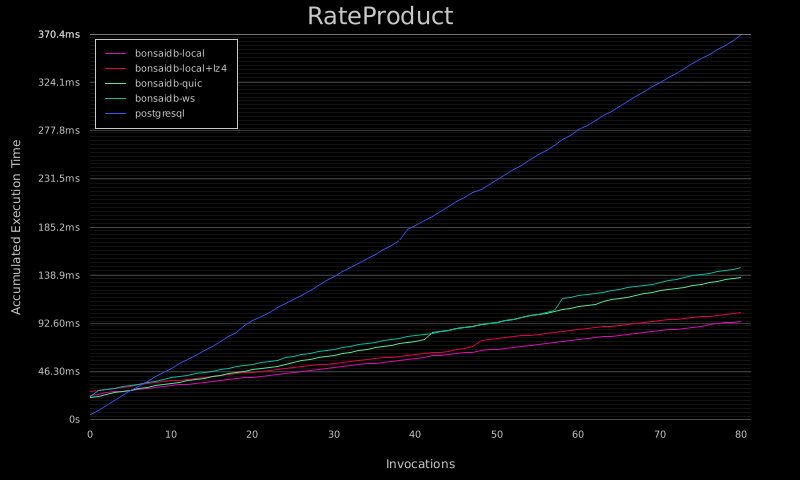 RateProduct
370.4ms
324.1ms
277.8ms
231.5ms
185.2ms
138.9ms
92.60ms
46.30ms
0s
bonsaidb-local
bonsaidb-local+lz4
bonsaidb-quic
bonsaidb-ws
postgresql
Accumulated Execution Time
0 10 20 30 40 50 60 70 80
Invocations